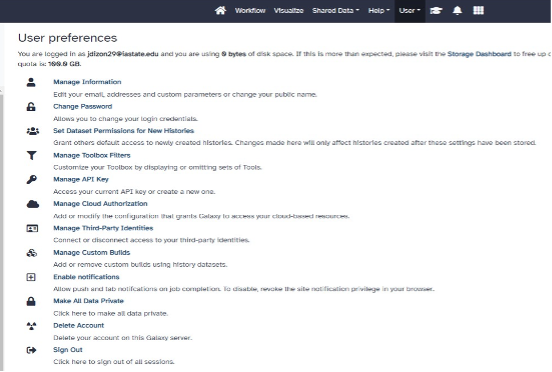 Workflow Visualize Shared Data Help User
User preferences
You are logged in as jdizon29@iastate.edu and you are using 0 bytes of disk space. If this is more than expected, please visit the Storage Dashboard to free up
quota is: 100.0 GB.
Manage Information
Edit your email, addresses and custom parameters or change your public name.
Change Password
Allows you to change your login credentials.
Set Dataset Permissions for New Histories
Grant others default access to newly created histories. Changes made here will only affect histories created after these settings have been stored.
Manage Toolbox Filters
Customize your Toolbox by displaying or omitting sets of Tools.
Manage API Key
Access your current API key or create a new one.
Manage Cloud Authorization
Add or modify the configuration that grants Galaxy to access your cloud-based resources.
Manage Third-Party Identities
Connect or disconnect access to your third-party identities.
Manage Custom Builds
Add or remove custom builds using history datasets.
Enable notifications
Allow push and tab notifcations on job completion. To disable, revoke the site notification privilege in your browser.
Make All Data Private
Click here to make all data private.
Delete Account
Delete your account on this Galaxy server.
Sign Out
Click here to sign out of all sessions.